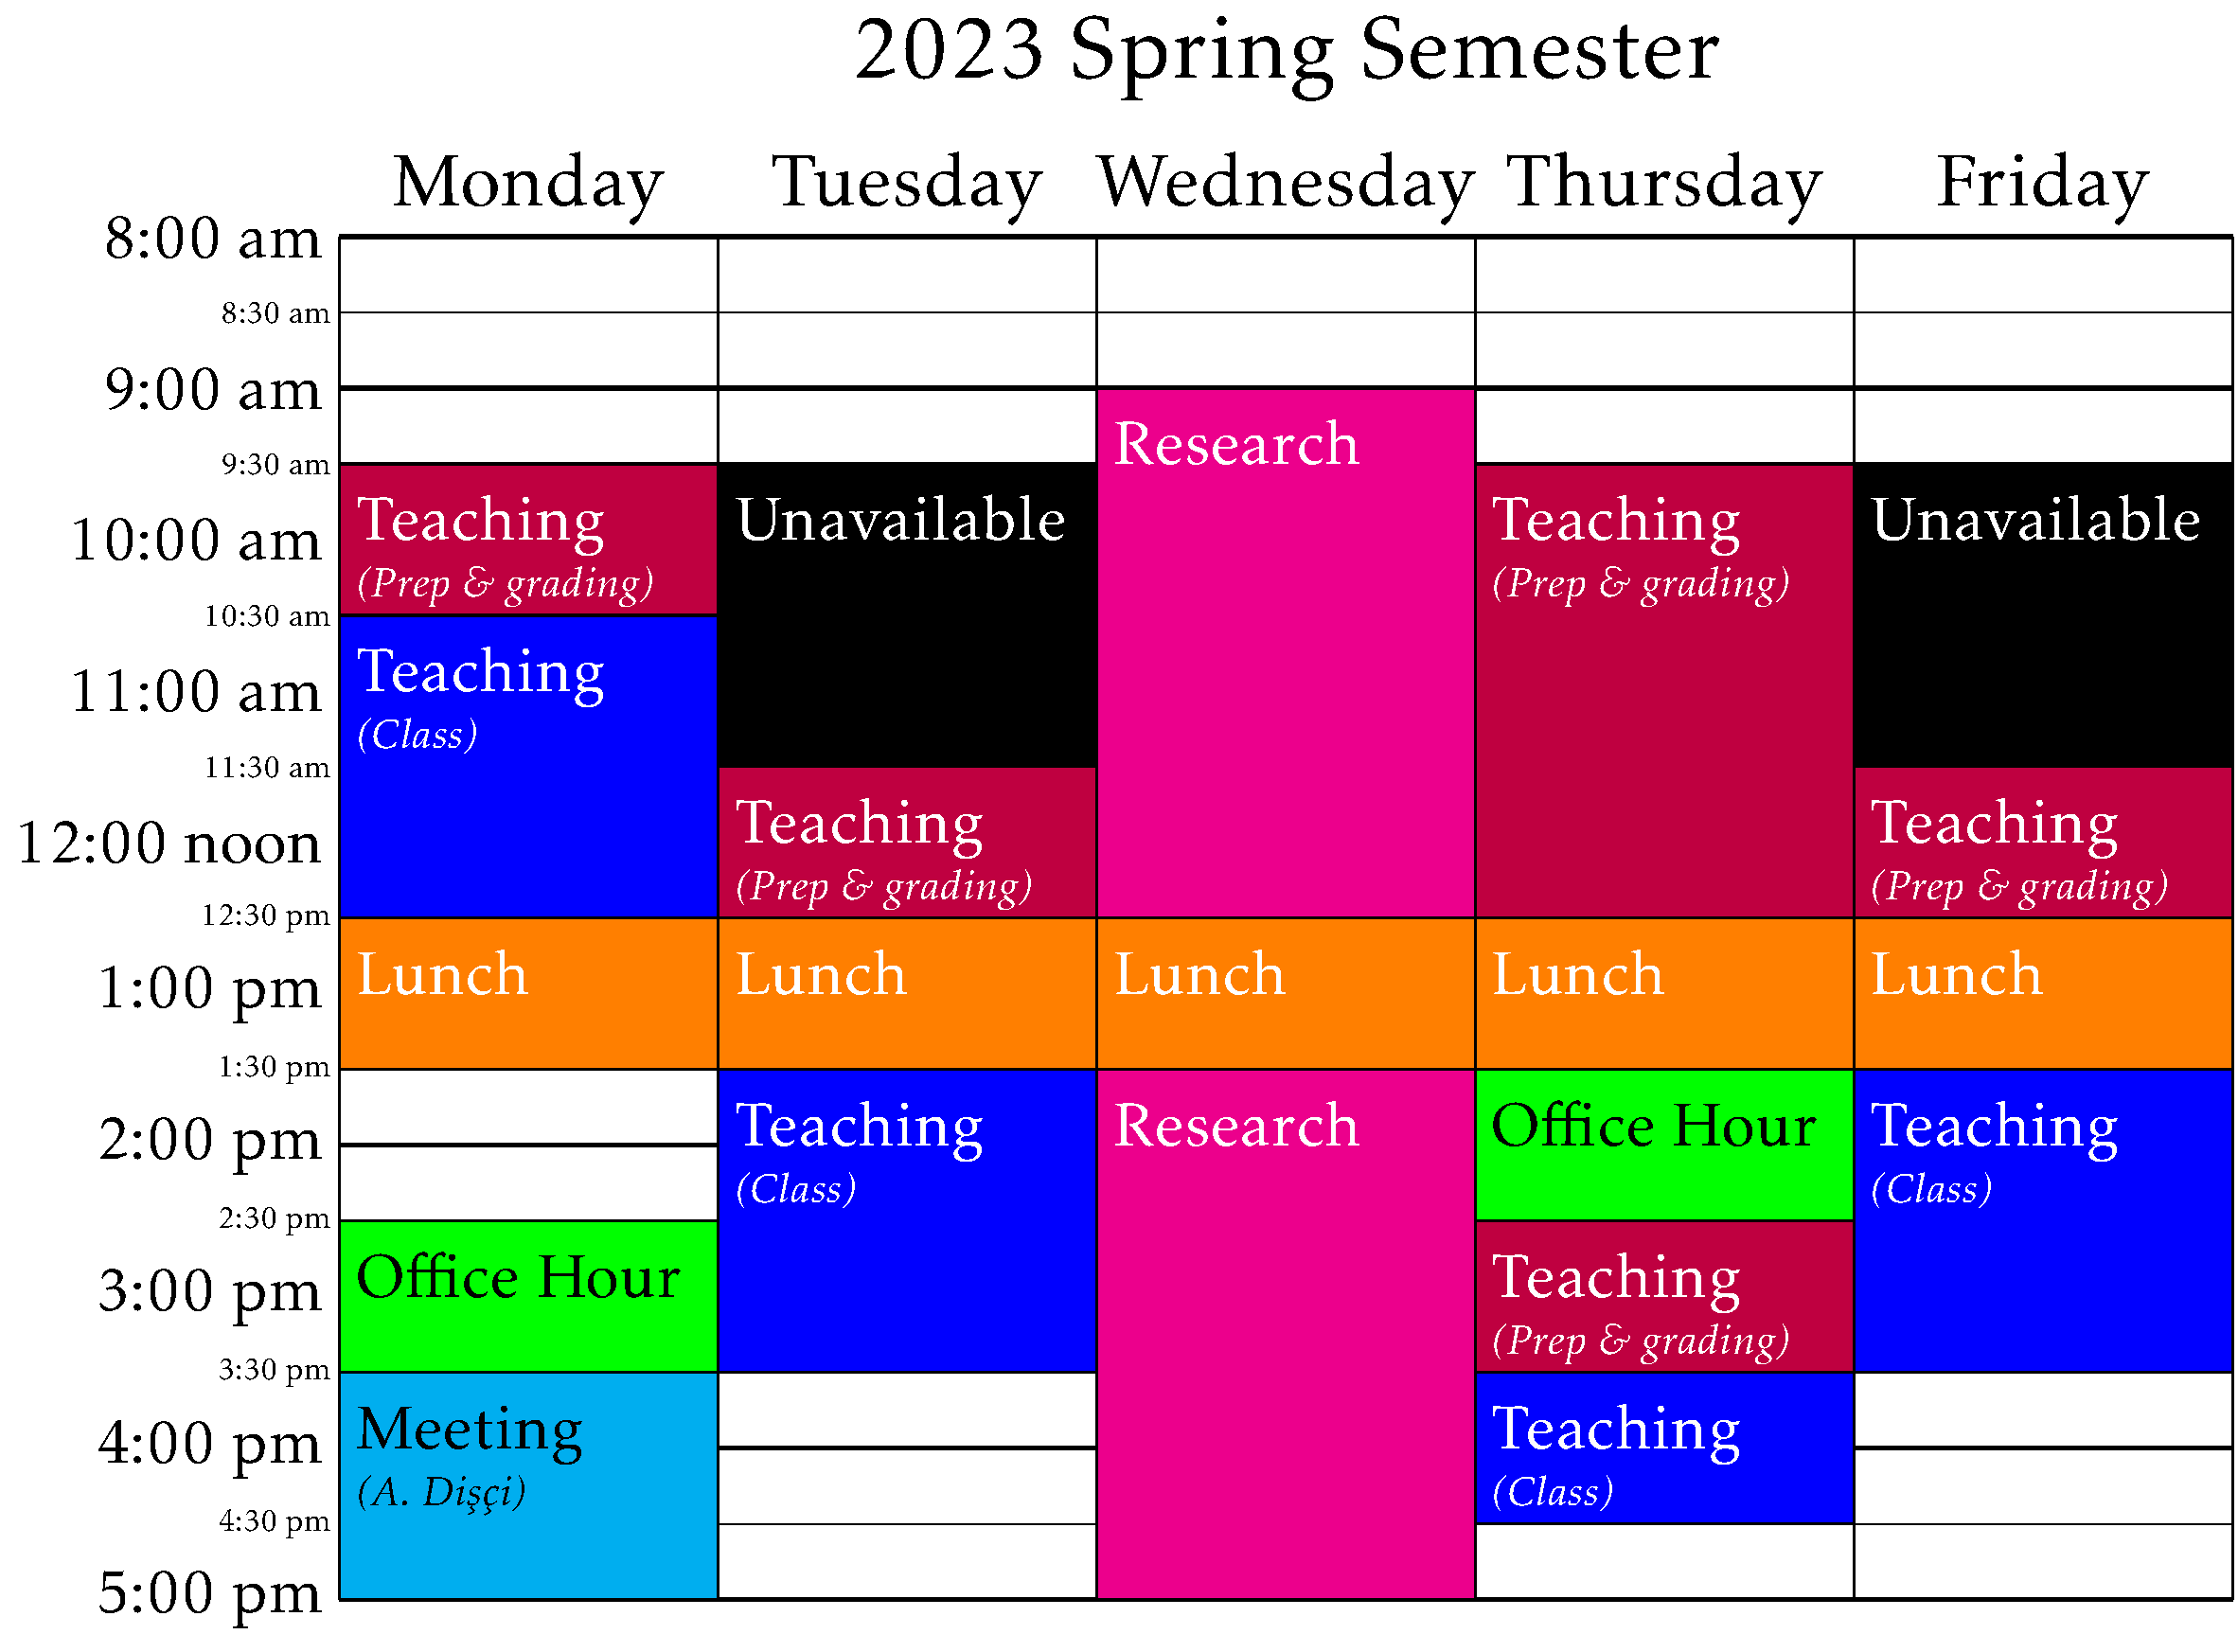 2023 Spring Semester
Monday Tuesday Wednesday Thursday Friday
8:00 am
8:30 am
9:00 am
Research
9:30 am
Teaching Unavailable Teaching Unavailable
10:00 am
(Prep & grading) (Prep & grading)
10:30 am
Teaching
11:00 am
(Class)
11:30 am
Teaching Teaching
12:00 noon
(Prep & grading) (Prep & grading)
12:30 pm
Lunch Lunch Lunch Lunch Lunch
1:00 pm
1:30 pm
Teaching Research Office Hour Teaching
2:00 pm
(Class) (Class)
2:30 pm
Office Hour Teaching
3:00 pm
(Prep & grading)
3:30 pm
Meeting Teaching
4:00 pm
(A. Dişçi) (Class)
4:30 pm
5:00 pm